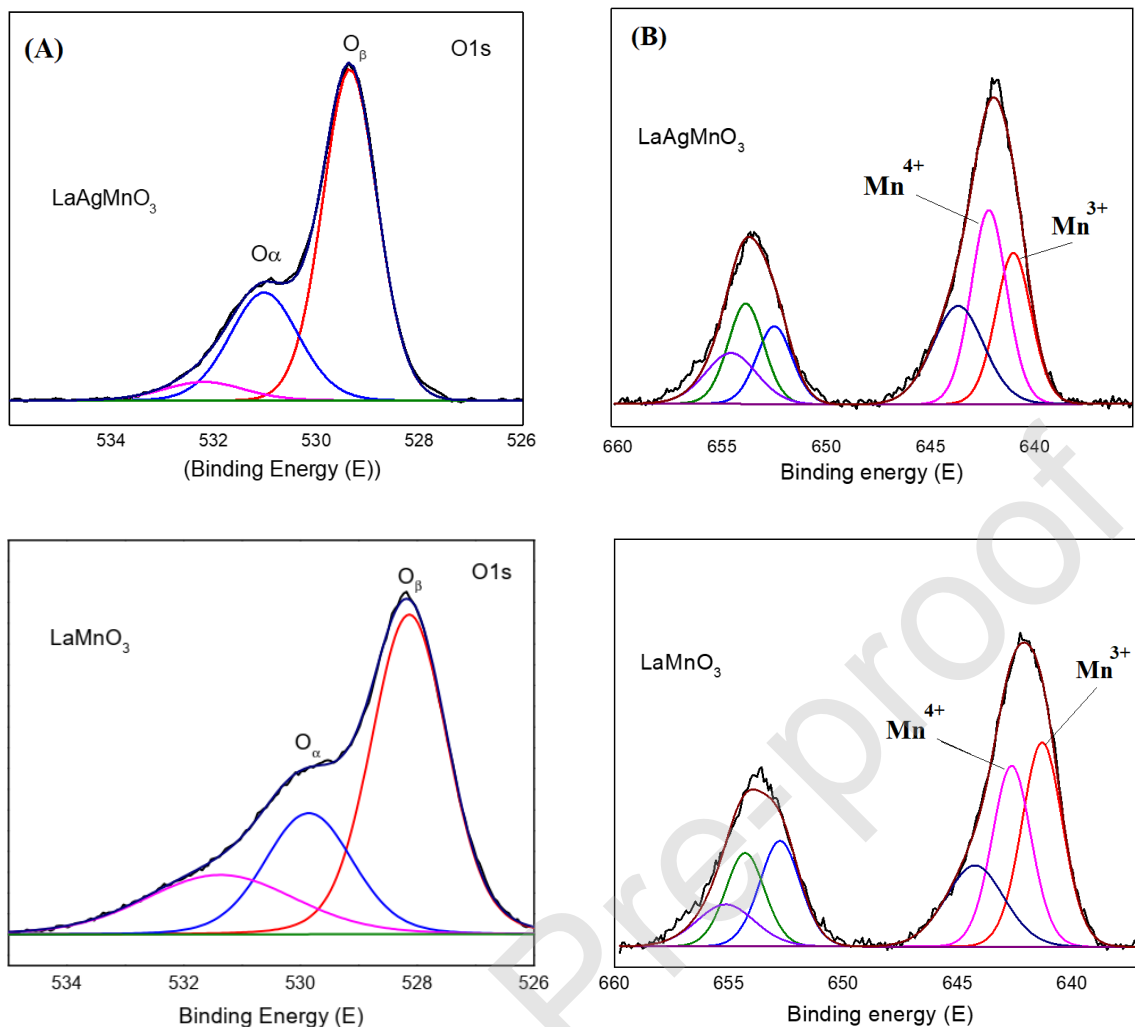 (A)
O1s
Oβ
Oα
LaAgMnO3
534
532
530
528
526
(Binding Energy (E))
(B)
LaAgMnO3
Mn4+
Mn3+
660
655
650
645
640
Binding energy (E)
O1s
Oβ
Oα
LaMnO3
534
532
530
528
526
Binding Energy (E)
LaMnO3
Mn4+
Mn3+
660
655
650
645
640
Binding energy (E)
Pre-proof